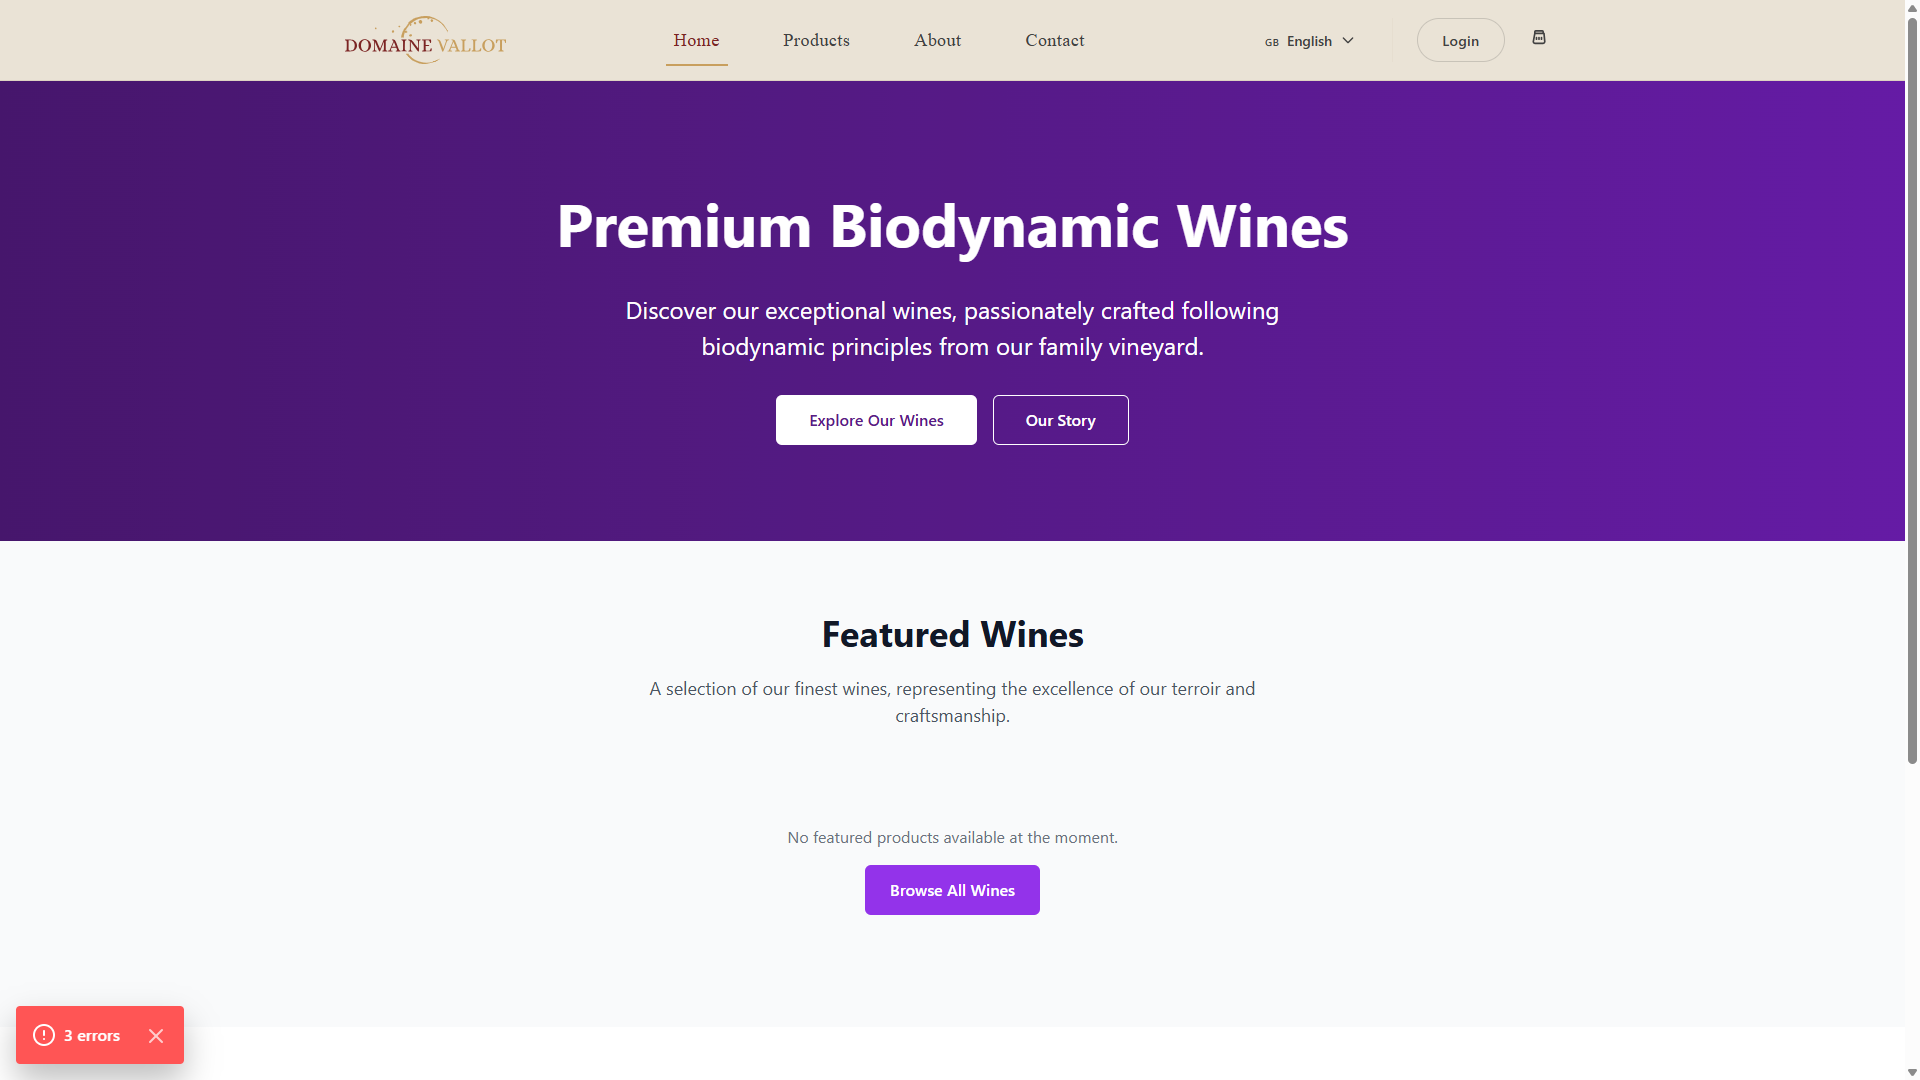 DOMAINE VALLOT
Home
Products
About
Contact
GB English
Login
Premium Biodynamic Wines
Discover our exceptional wines, passionately crafted following
biodynamic principles from our family vineyard.
Explore Our Wines
Our Story
Featured Wines
A selection of our finest wines, representing the excellence of our terroir and
craftsmanship.
No featured products available at the moment.
Browse All Wines
3 errors